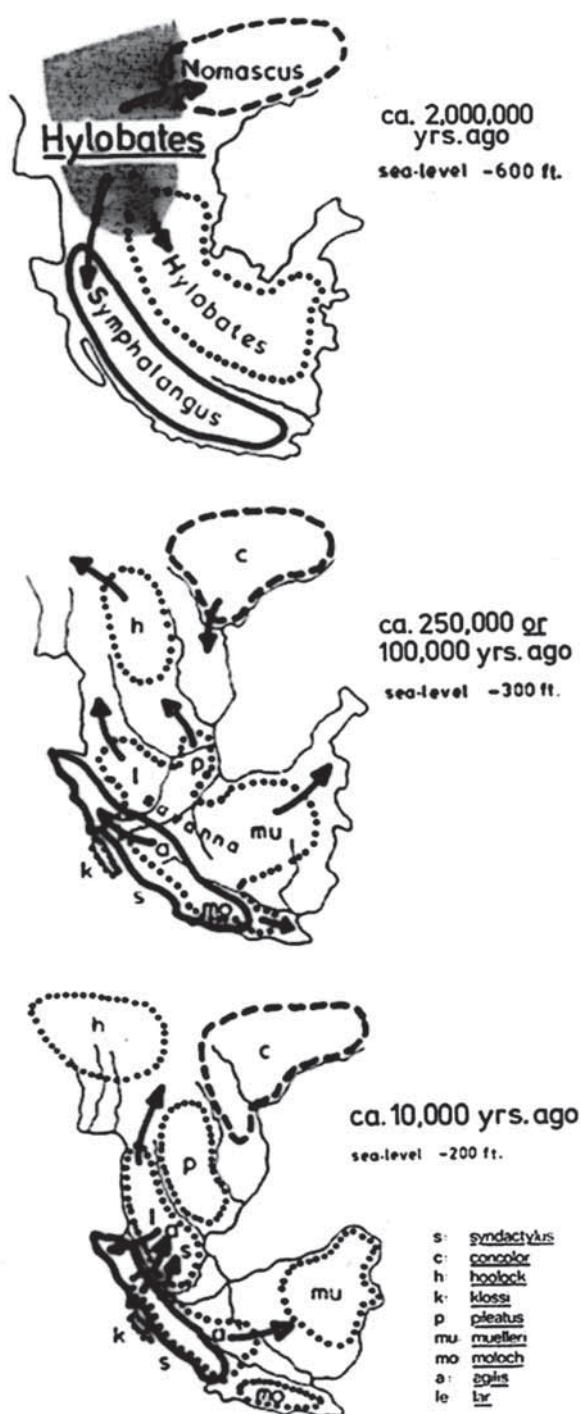 Nomascus
ca. 2,000,000
yrs. ago
sea-level -600 ft.
Hylobates
Hylobates
Symphalangus
c
h
ca. 250,000 or
100,000 yrs. ago
sea-level -300 ft.
l
p
savanna
mu
a
k
s
mo
h
c
ca. 10,000 yrs. ago
sea-level -200 ft.
p
l
a
s
mu
k
a
s
mo
s: syndactylus
c: concolor
h: hoolock
k: klossi
p pileatus
mu: muelleri
mo moloch
a: agilis
le lar